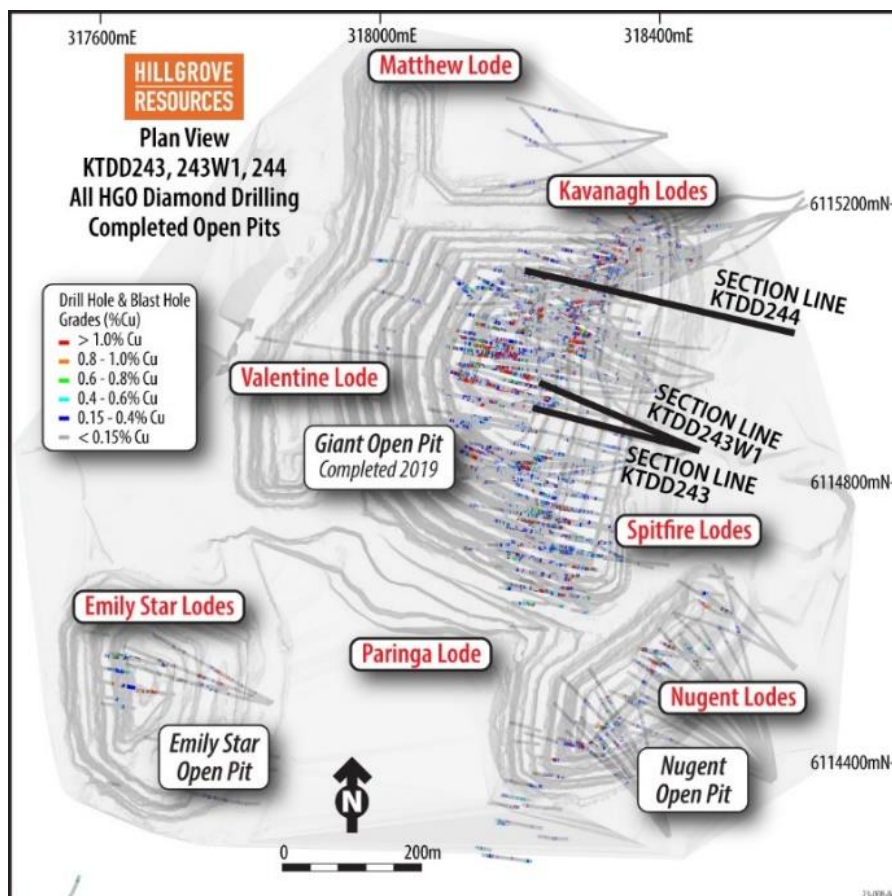 317600mE
318000mE
318400mE
HILLGROVE
RESOURCES
Plan View
KTDD243, 243W1, 244
All HGO Diamond Drilling
Completed Open Pits
Matthew Lode
Kavanagh Lodes
6115200mN
SECTION LINE
KTDD244
Drill Hole & Blast Hole
Grades (%Cu)
> 1.0% Cu
0.8 - 1.0% Cu
0.6 - 0.8% Cu
0.4 - 0.6% Cu
0.15 - 0.4% Cu
< 0.15% Cu
Valentine Lode
SECTION LINE
KTDD243W1
Giant Open Pit
Completed 2019
SECTION LINE
KTDD243
6114800mN
Spitfire Lodes
Emily Star Lodes
Paringa Lode
Nugent Lodes
Emily Star
Open Pit
Nugent
Open Pit
6114400mN
N
0
200m